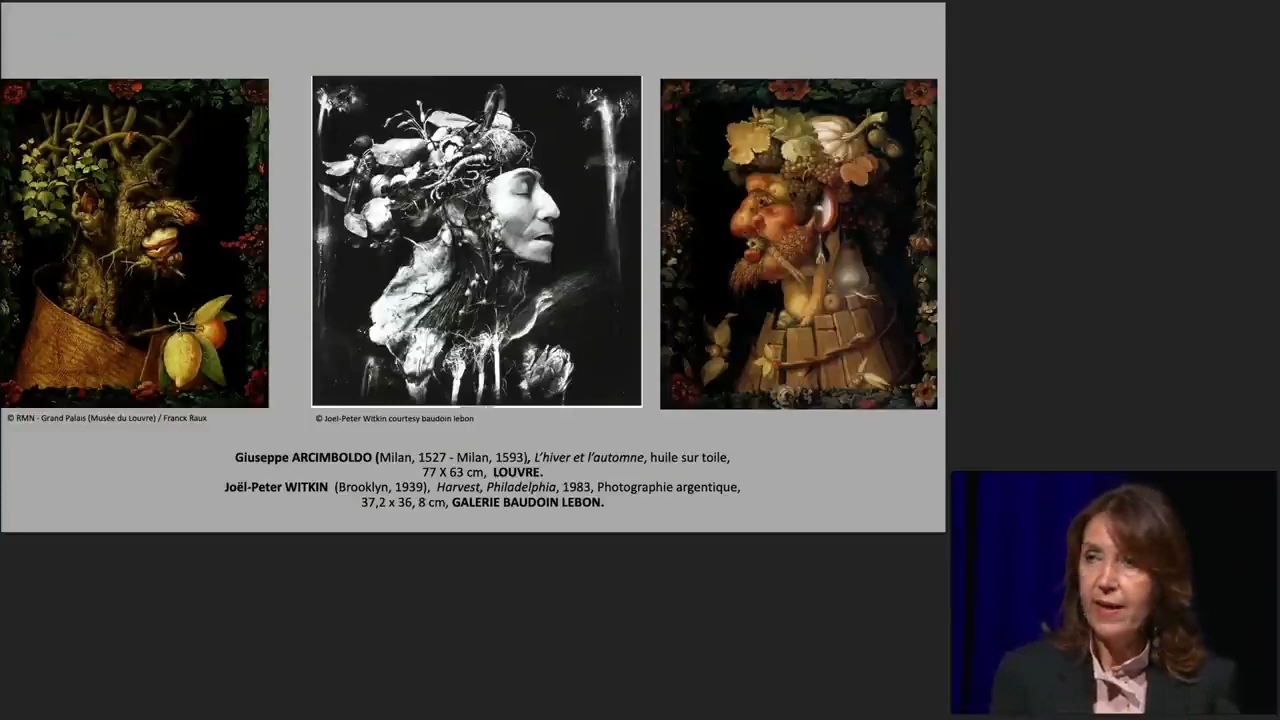 © RMN - Grand Palais (Musée du Louvre) / Franck Raux
© Joel-Peter Witkin courtesy baudoin lebon
Giuseppe ARCIMBOLDO (Milan, 1527 - Milan, 1593), L'hiver et l'automne, huile sur toile,
77 X 63 cm, LOUVRE.
Joël-Peter WITKIN (Brooklyn, 1939), Harvest, Philadelphia, 1983, Photographie argentique,
37,2 x 36, 8 cm, GALERIE BAUDOIN LEBON.